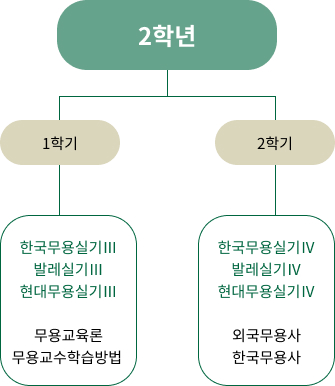 2학년
1학기
2학기
한국무용실기Ⅲ
발레실기Ⅲ
현대무용실기Ⅲ
무용교육론
무용교수학습방법
한국무용실기Ⅳ
발레실기Ⅳ
현대무용실기Ⅳ
외국무용사
한국무용사